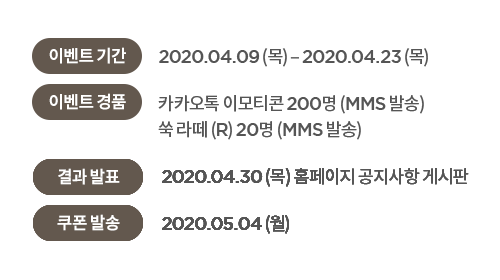 이벤트 기간 2020.04.09 (목) – 2020.04.23 (목)
이벤트 경품 카카오톡 이모티콘 200명 (MMS 발송)
쑥 라떼 (R) 20명 (MMS 발송)
결과 발표 2020.04.30 (목) 홈페이지 공지사항 게시판
쿠폰 발송 2020.05.04 (월)